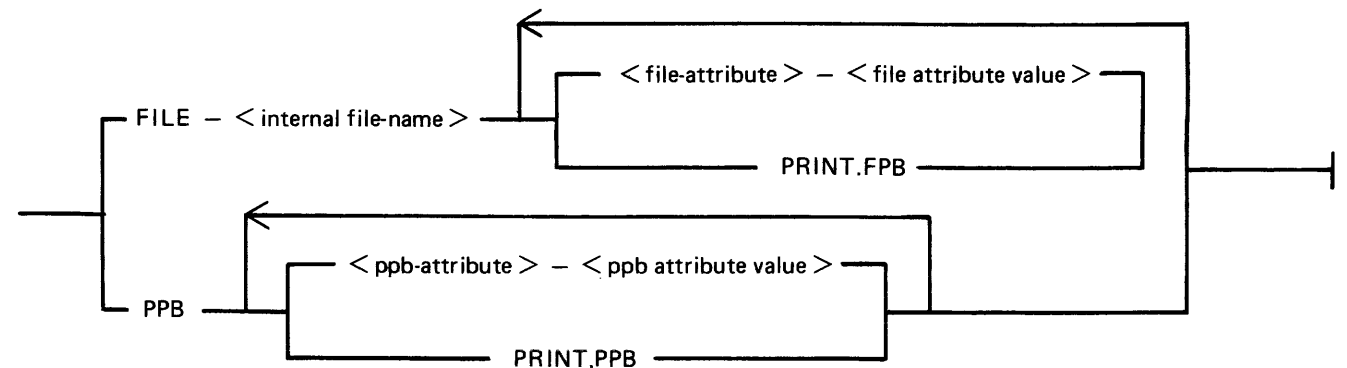 < file-attribute > – < file attribute value >
FILE – < internal file-name >
PRINT.FPB
< ppb-attribute > – < ppb attribute value >
PPB
PRINT.PPB